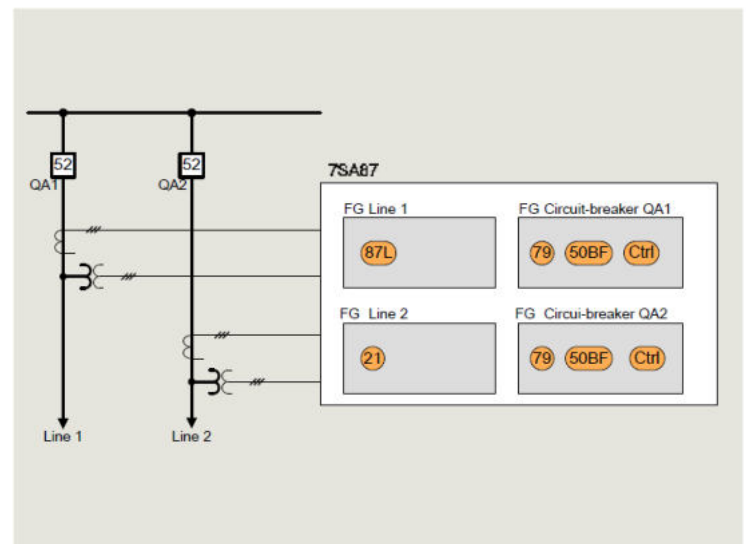 52
QA1
52
QA2
7SA87
FG Line 1
87L
FG Circuit-breaker QA1
79 50BF Ctrl
FG Line 2
21
FG Circui-breaker QA2
79 50BF Ctrl
Line 1
Line 2